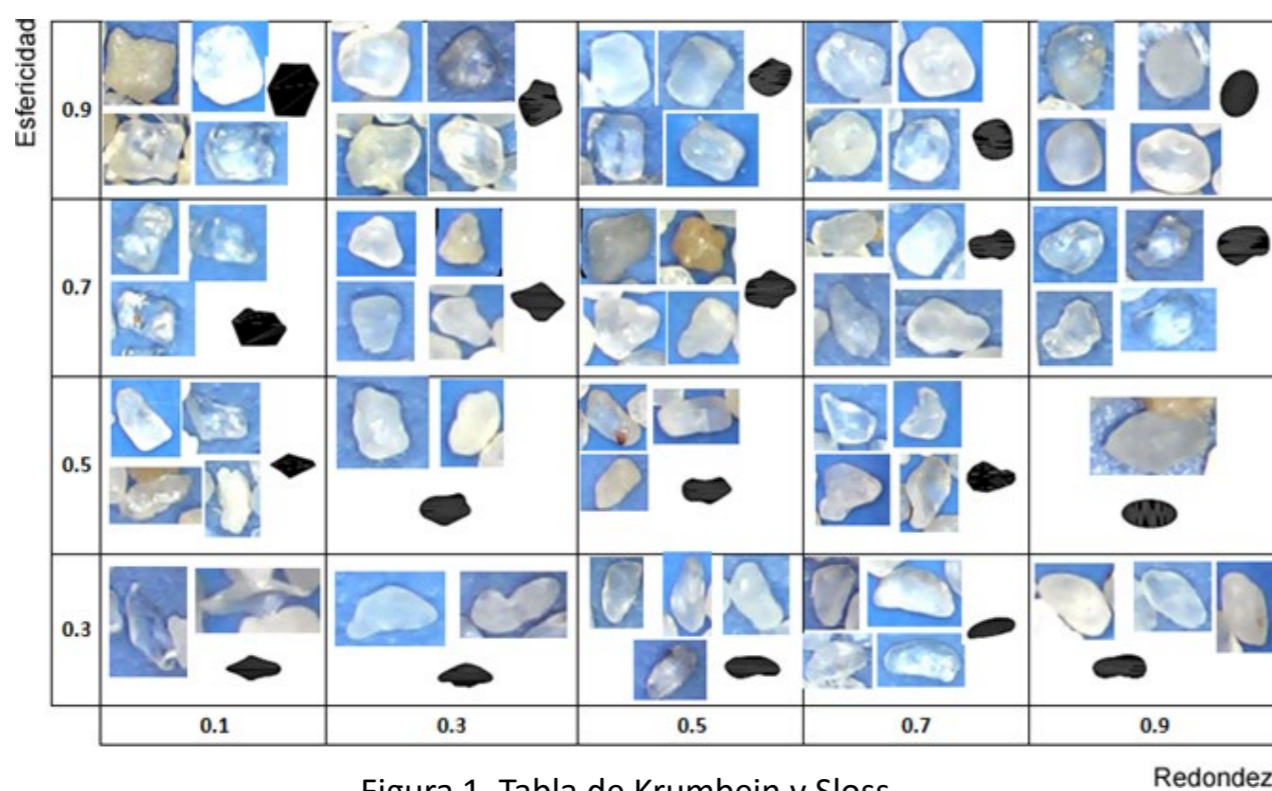 Esfericidad
0.9
0.7
0.5
0.3
0.1 0.3 0.5 0.7 0.9
Redondez
Figura 1. Tabla de Krumbein y Sloss